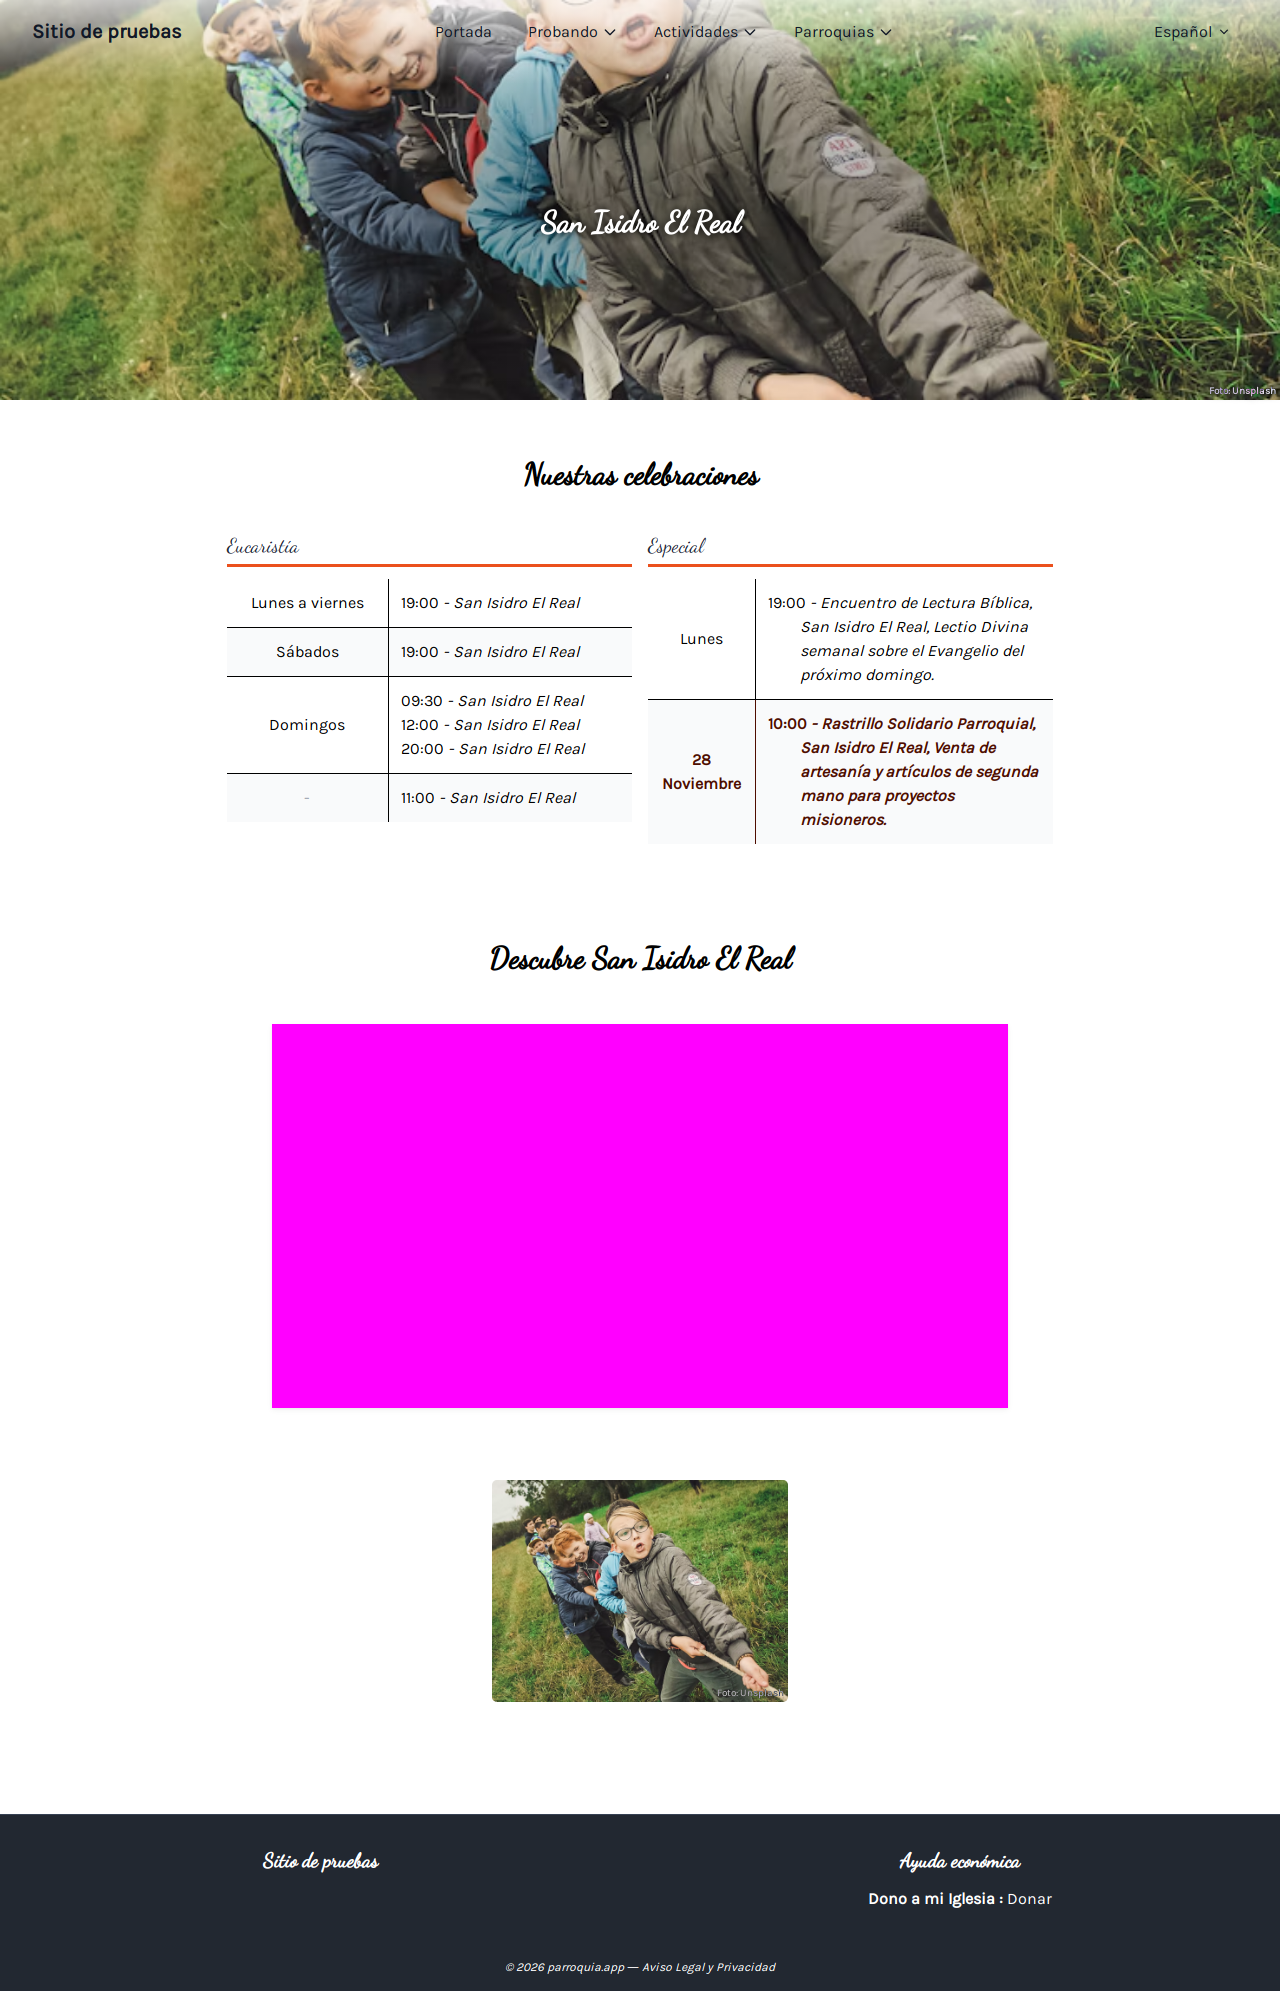 Sitio de pruebas
Portada
Probando
Actividades
Parroquias
Español
San Isidro El Real
Foto: Unsplash
Nuestras celebraciones
Eucaristía
Lunes a viernes
19:00 - San Isidro El Real
Sábados
19:00 - San Isidro El Real
Domingos
09:30 - San Isidro El Real
12:00 - San Isidro El Real
20:00 - San Isidro El Real
-
11:00 - San Isidro El Real
Especial
Lunes
19:00 - Encuentro de Lectura Bíblica,
San Isidro El Real, Lectio Divina
semanal sobre el Evangelio del
próximo domingo.
28
Noviembre
10:00 - Rastrillo Solidario Parroquial,
San Isidro El Real, Venta de
artesanía y artículos de segunda
mano para proyectos
misioneros.
Descubre San Isidro El Real
Foto: Unsplash
Sitio de pruebas
Ayuda económica
Dono a mi Iglesia : Donar
© 2026 parroquia.app — Aviso Legal y Privacidad